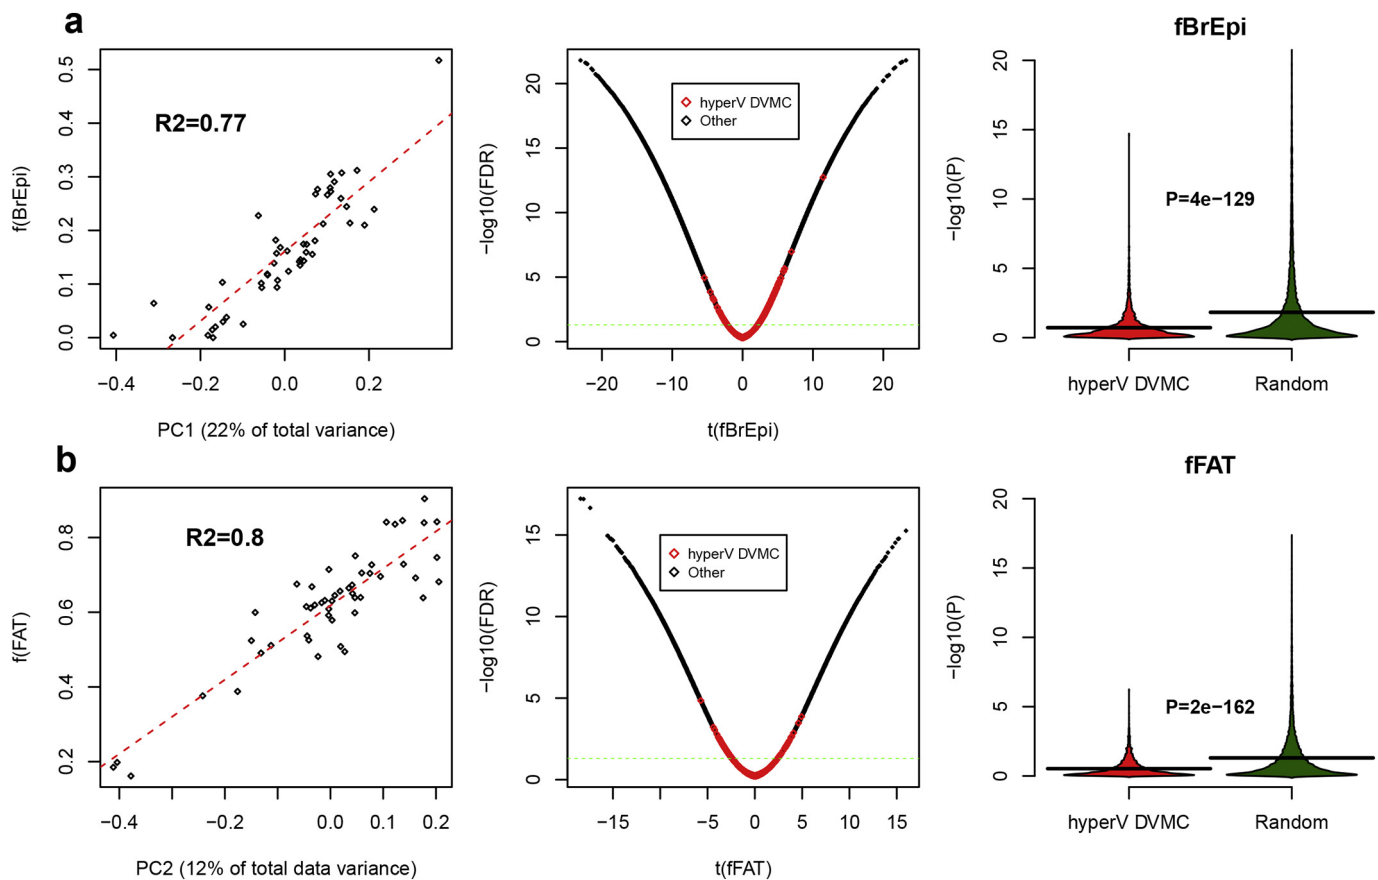 a
f(BrEpi)
0.5
0.4
0.3
0.2
0.1
0.0
R2=0.77
−0.4
−0.2
0.0
0.2
PC1 (22% of total variance)
−log10(FDR)
20
15
10
5
0
hyperV DVMC
Other
−20
−10
0
10
20
t(fBrEpi)
fBrEpi
−log10(P)
20
15
10
5
0
P=4e−129
hyperV DVMC
Random
b
f(FAT)
0.8
0.6
0.4
0.2
R2=0.8
−0.4
−0.2
0.0
0.1
0.2
PC2 (12% of total data variance)
−log10(FDR)
15
10
5
0
hyperV DVMC
Other
−15
−5
0
5
10
15
t(fFAT)
fFAT
−log10(P)
20
15
10
5
0
P=2e−162
hyperV DVMC
Random